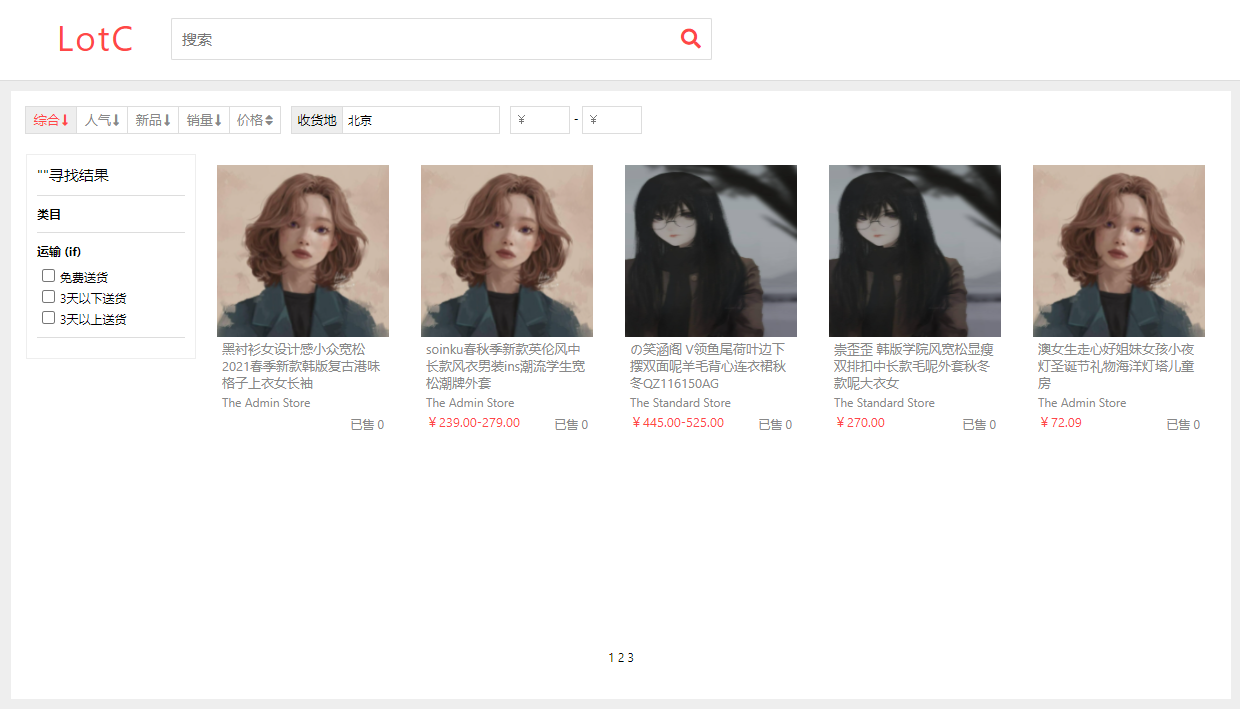 LotC
搜索
综合 人气 新品 销量 价格 收货地 北京 ¥ - ¥
""寻找结果
类目
运输 (if)
免费送货
3天以下送货
3天以上送货
黑衬衫女设计感小众宽松
2021春季新款韩版复古港味
格子上衣女长袖
The Admin Store
已售 0
soinku春秋季新款英伦风中
长款风衣男装ins潮流学生宽
松潮牌外套
The Admin Store
¥239.00-279.00 已售 0
の笑涵阁 V领鱼尾荷叶边下
摆双面呢羊毛背心连衣裙秋
冬QZ116150AG
The Standard Store
¥445.00-525.00 已售 0
崇歪歪 韩版学院风宽松显瘦
双排扣中长款毛呢外套秋冬
款呢大衣女
The Standard Store
¥270.00 已售 0
澳女生走心好姐妹女孩小夜
灯圣诞节礼物海洋灯塔儿童
房
The Admin Store
¥72.09 已售 0
1 2 3